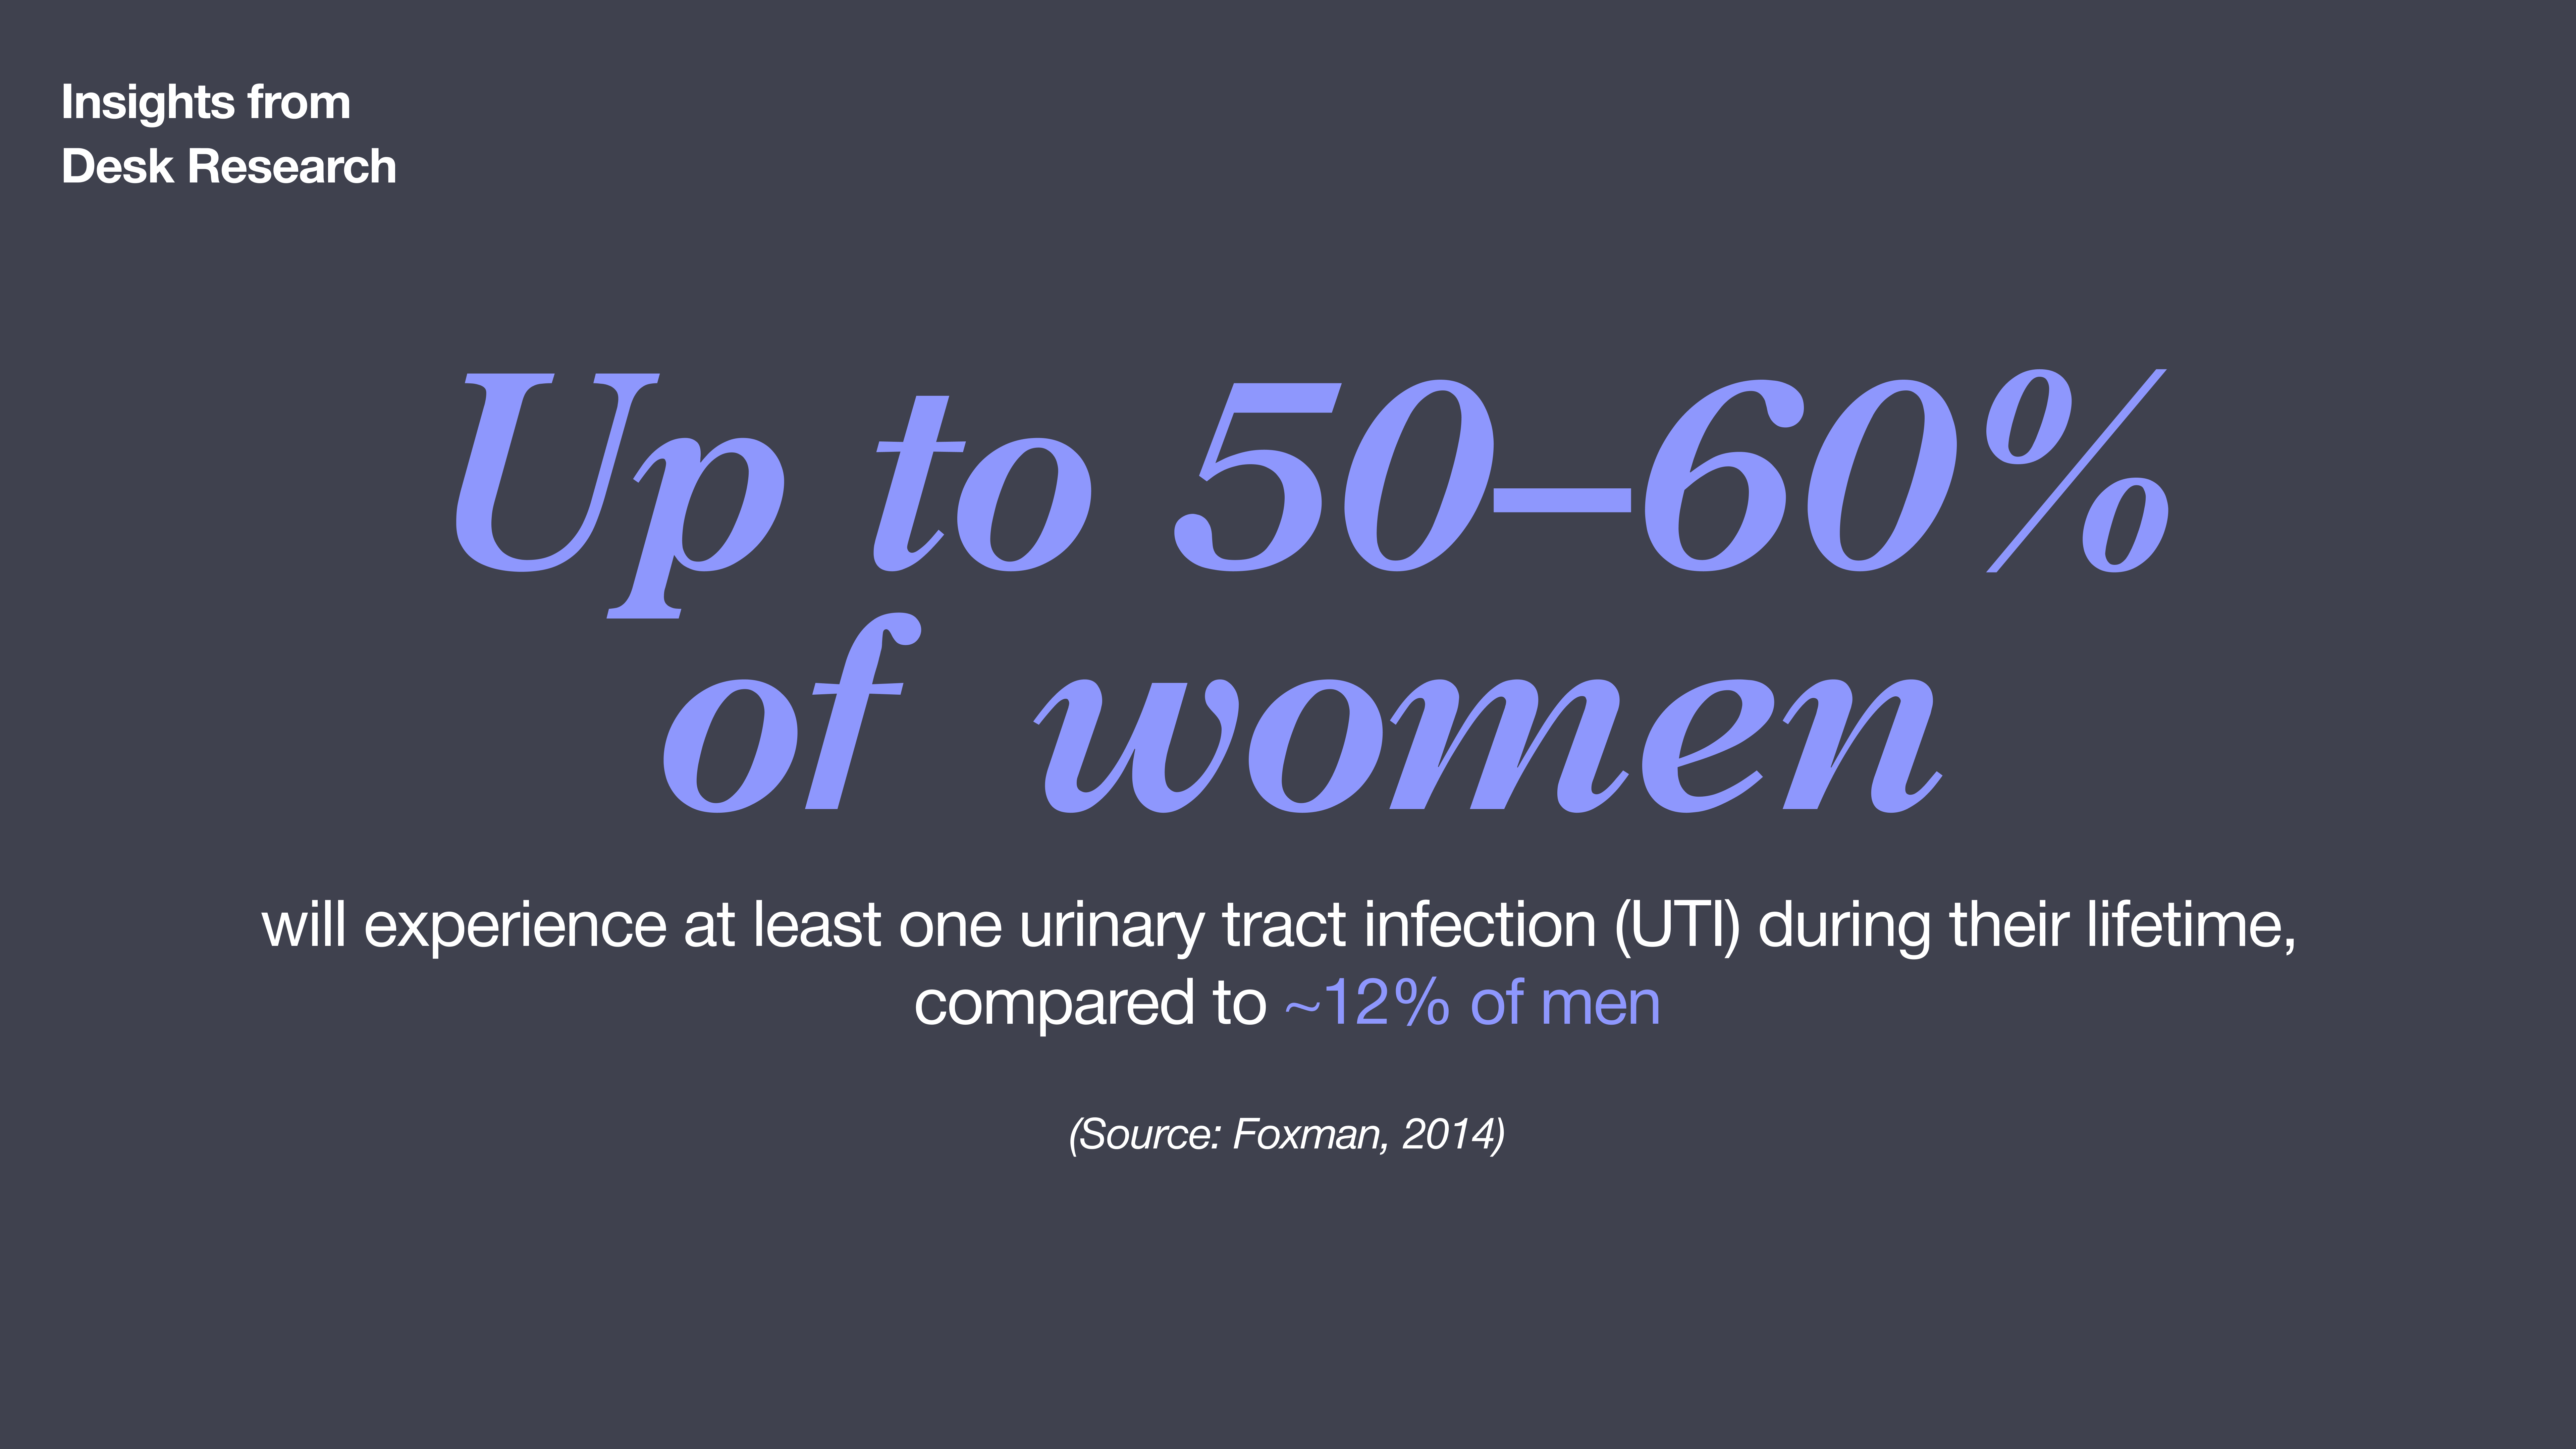 Insights from
Desk Research
Up to 50–60%
of women
will experience at least one urinary tract infection (UTI) during their lifetime,
compared to ~12% of men
(Source: Foxman, 2014)